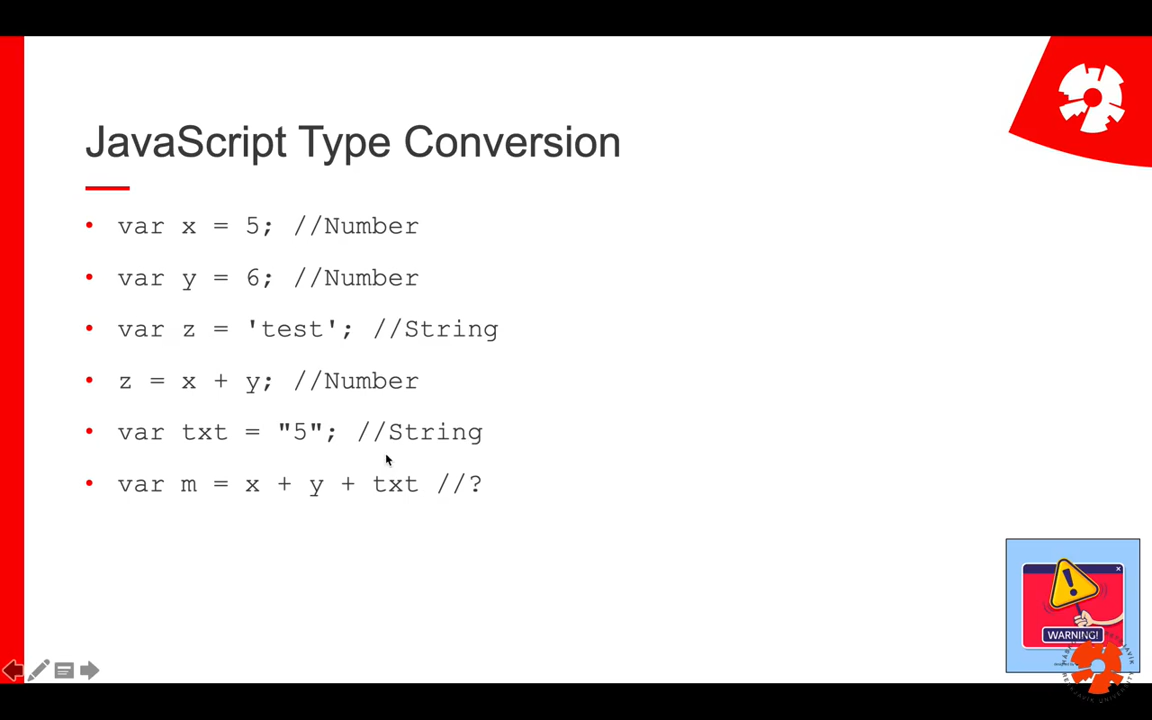 JavaScript Type Conversion
• var x = 5; //Number
• var y = 6; //Number
• var z = 'test'; //String
• z = x + y; //Number
• var txt = "5"; //String
• var m = x + y + txt //?
WARNING!